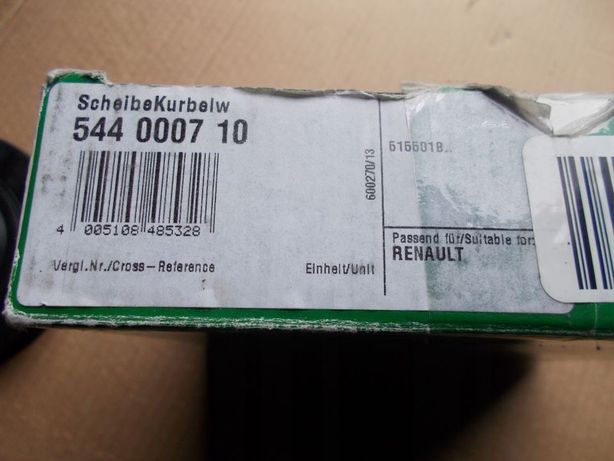 ScheibeKurbelw
544 0007 10
4 005108 485328
Vergl.Nr./Cross-Reference
Einheit/Unit
600270/13
Passend für/Suitable for:
RENAULT